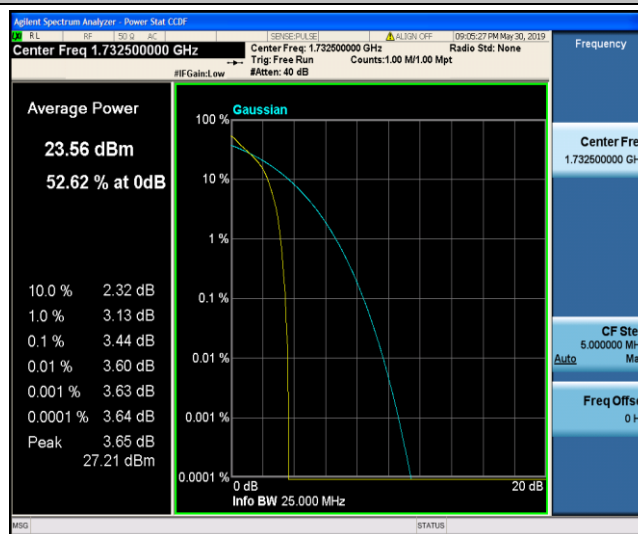 Agilent Spectrum Analyzer - Power Stat CCDF
RL RF 50 Ω AC SENSE:PULSE ALIGN OFF 09:05:27 PM May 30, 2019
Center Freq 1.732500000 GHz
Center Freq: 1.732500000 GHz Radio Std: None
Trig: Free Run Counts:1.00 M/1.00 Mpt
#IFGain:Low #Atten: 40 dB
Frequency
Average Power
23.56 dBm
52.62 % at 0dB
10.0 % 2.32 dB
1.0 % 3.13 dB
0.1 % 3.44 dB
0.01 % 3.60 dB
0.001 % 3.63 dB
0.0001 % 3.64 dB
Peak 3.65 dB
27.21 dBm
Gaussian
100 %
10 %
1 %
0.1 %
0.01 %
0.001 %
0.0001 %
0 dB 20 dB
Info BW 25.000 MHz
Center Fre
1.732500000 GH
CF Ste
5.000000 MH
Auto Ma
Freq Offse
0 H
MSG STATUS